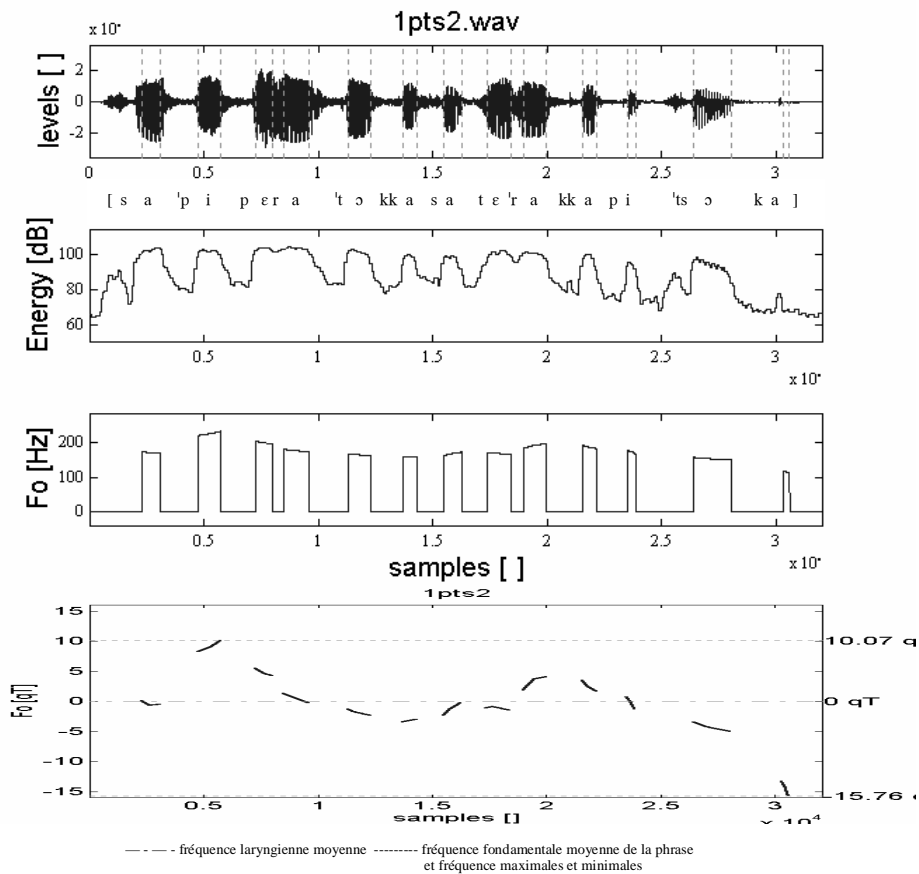 1pts2.wav
x 10⁴
levels [ ]
2
0
-2
0 0.5 1 1.5 2 2.5 3
[ s a 'p i p ɛ r a 't ɔ kk a s a t ɛ 'r a kk a p i 'ts ɔ k a ]
Energy [dB]
100
80
60
0.5 1 1.5 2 2.5 3
x 10⁴
Fo [Hz]
200
100
0
0.5 1 1.5 2 2.5 3
samples [ ] x 10⁴
1pts2
Fo [qT]
15
10 10.07 q
5
0 0 qT
-5
-10
-15 -15.76 q
0.5 1 1.5 2 2.5 3
samples [] x 10⁴
fréquence laryngienne moyenne fréquence fondamentale moyenne de la phrase
et fréquence maximales et minimales